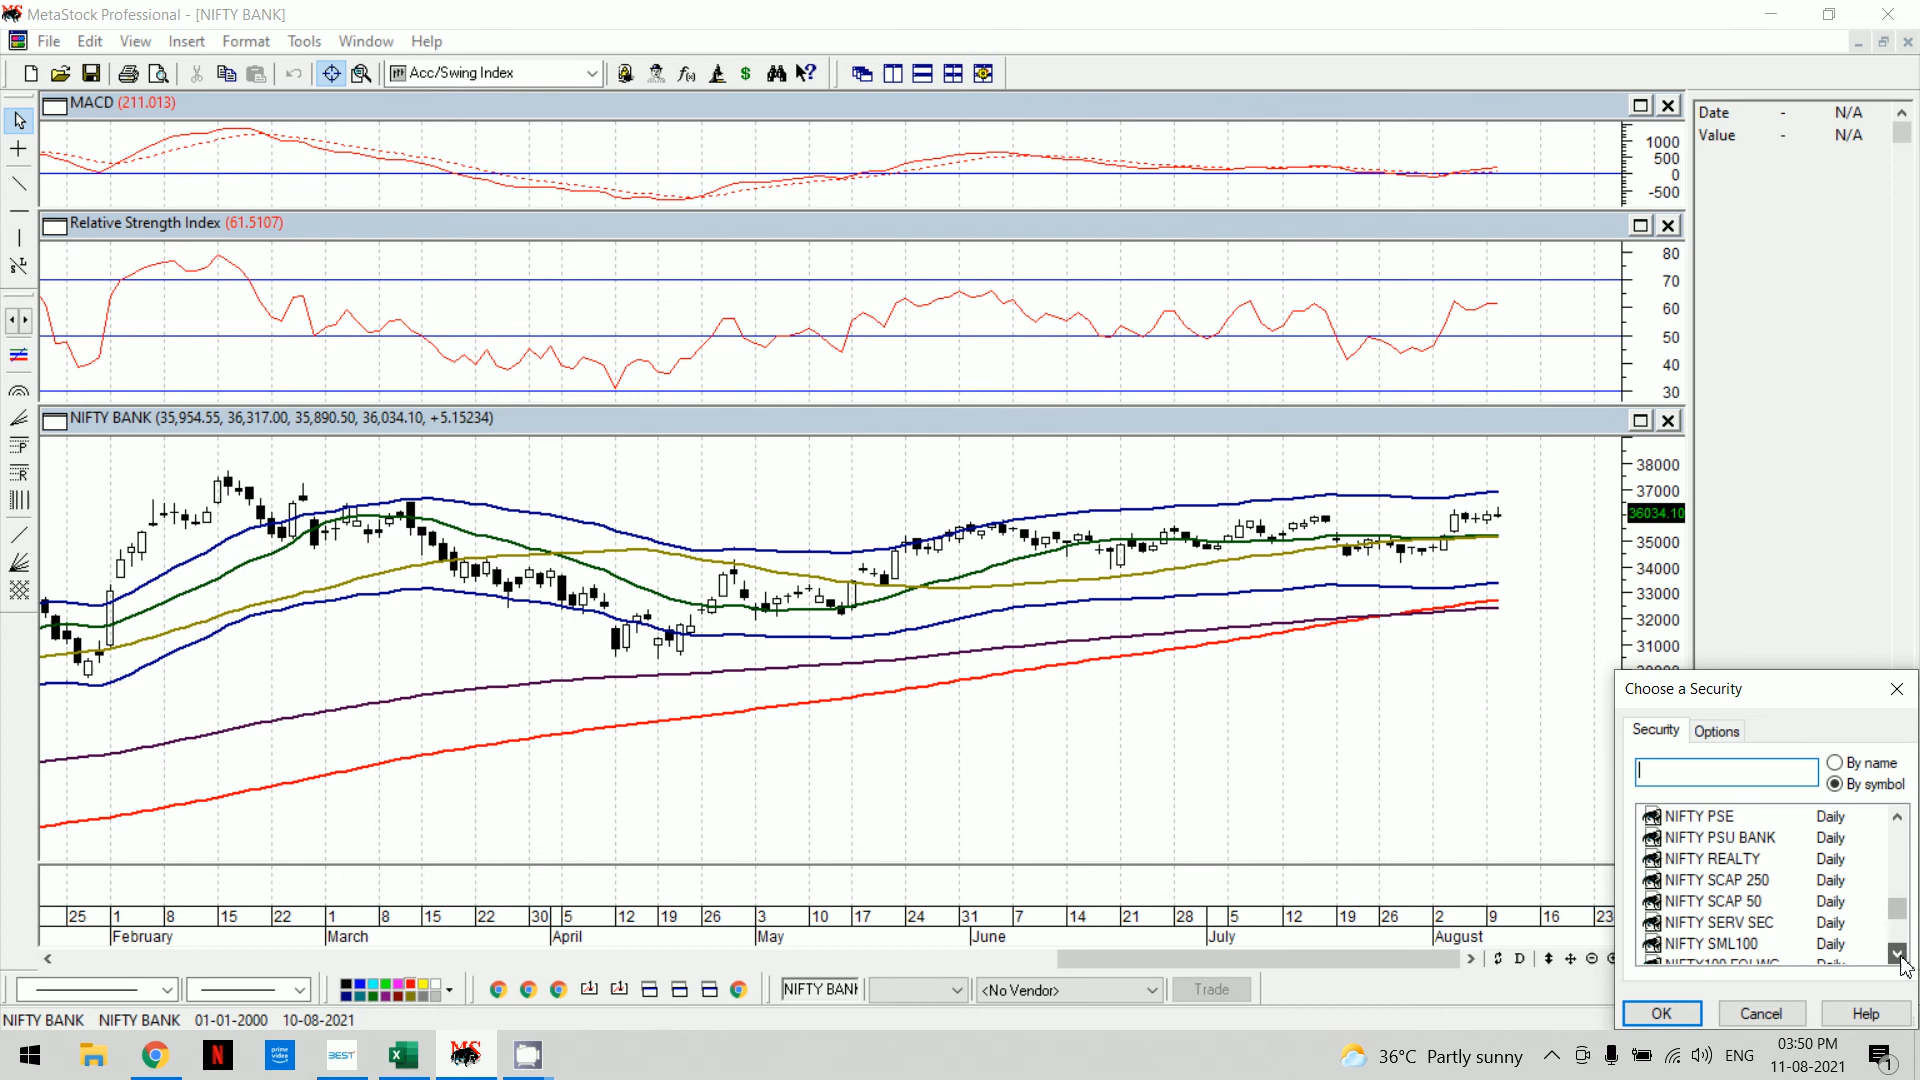 MetaStock Professional - [NIFTY BANK]
File Edit View Insert Format Tools Window Help
Acc/Swing Index
MACD (211.013)
1000
500
0
-500
Date - N/A
Value - N/A
Relative Strength Index (61.5107)
80
70
60
50
40
30
NIFTY BANK (35,954.55, 36,317.00, 35,890.50, 36,034.10, +5.15234)
38000
37000
36034.10
35000
34000
33000
32000
31000
25 1 8 15 22 1 8 15 22 30 5 12 19 26 3 10 17 24 31 7 14 21 28 5 12 19 26 2 9 16 23
February March April May June July August
Choose a Security
Security Options
By name
By symbol
NIFTY PSE Daily
NIFTY PSU BANK Daily
NIFTY REALTY Daily
NIFTY SCAP 250 Daily
NIFTY SCAP 50 Daily
NIFTY SERV SEC Daily
NIFTY SML100 Daily
OK Cancel Help
D
NIFTY BANK <No Vendor> Trade
NIFTY BANK NIFTY BANK 01-01-2000 10-08-2021
N prime video BEST MS
36°C Partly sunny ENG 03:50 PM
11-08-2021
1